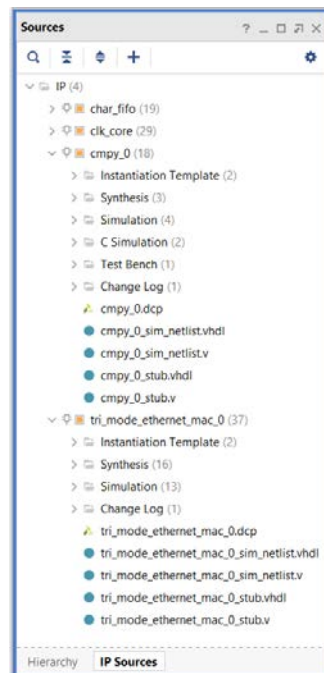 Sources
IP (4)
char_fifo (19)
clk_core (29)
cmpy_0 (18)
Instantiation Template (2)
Synthesis (3)
Simulation (4)
C Simulation (2)
Test Bench (1)
Change Log (1)
cmpy_0.dcp
cmpy_0_sim_netlist.vhdl
cmpy_0_sim_netlist.v
cmpy_0_stub.vhdl
cmpy_0_stub.v
tri_mode_ethernet_mac_0 (37)
Instantiation Template (2)
Synthesis (16)
Simulation (13)
Change Log (1)
tri_mode_ethernet_mac_0.dcp
tri_mode_ethernet_mac_0_sim_netlist.vhdl
tri_mode_ethernet_mac_0_sim_netlist.v
tri_mode_ethernet_mac_0_stub.vhdl
tri_mode_ethernet_mac_0_stub.v
Hierarchy IP Sources